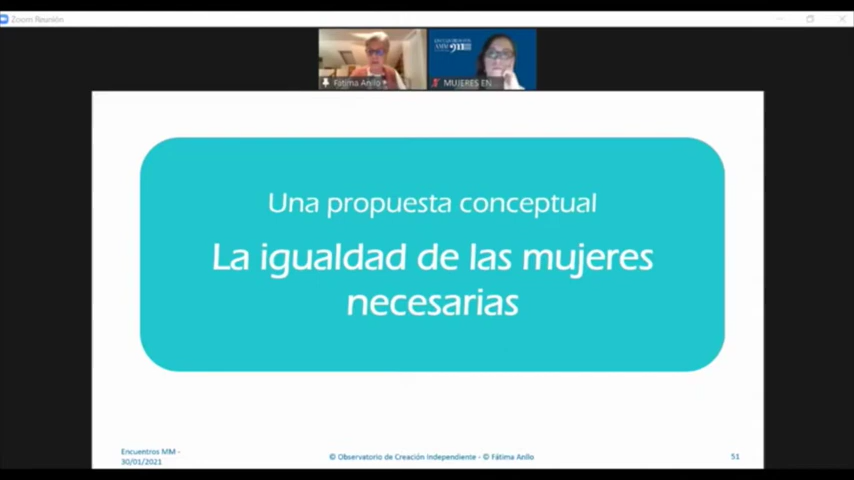 Zoom Reunión
Fátima Anllo
MUJERES EN
Una propuesta conceptual
La igualdad de las mujeres
necesarias
Encuentros MM -
30/01/2021
© Observatorio de Creación Independiente - © Fátima Anllo
51